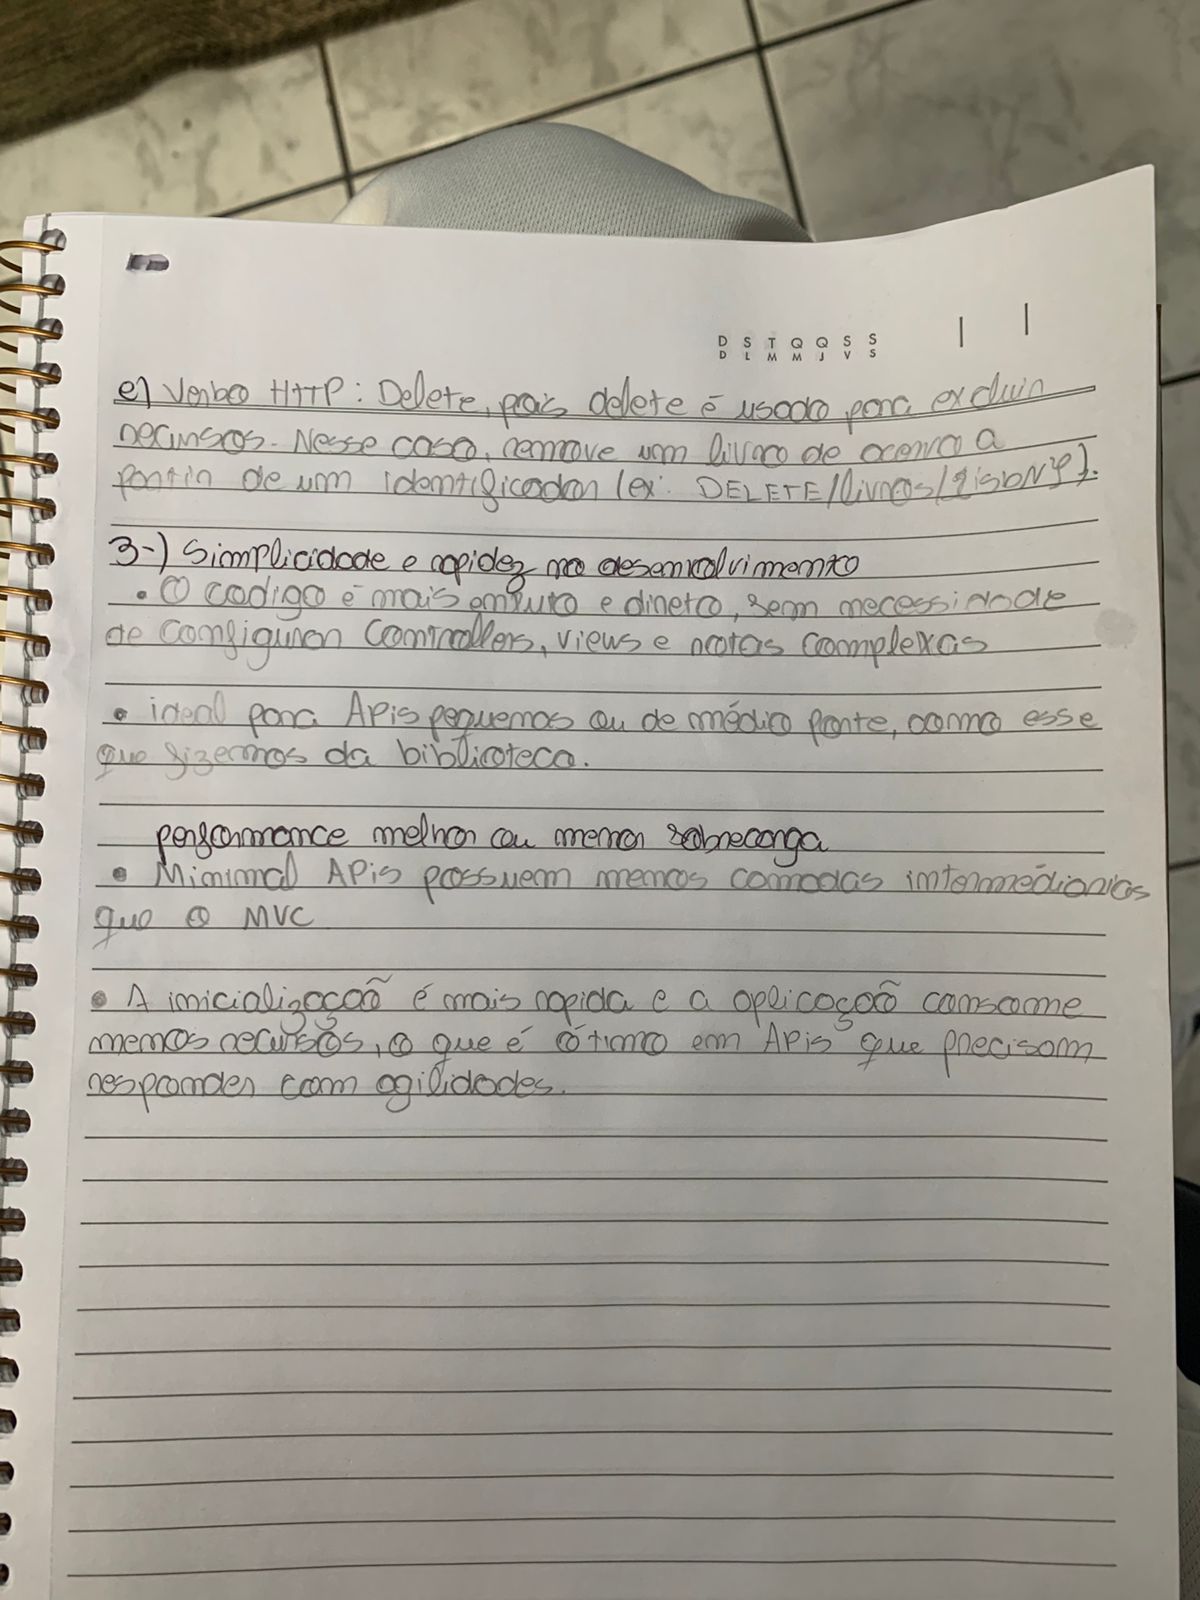 D S T Q Q S S
D L M M J V S
e) Verbo HTTP: Delete, pois delete é usado para excluir
recursos. Nesse caso, remove um livro de acervo a
partir de um identificador (ex: DELETE/livros/{isbn}).
3-) Simplicidade e rapidez no desenvolvimento
• O codigo é mais enxuto e direto, sem necessidade
de configurar controllers, views e rotas complexas
• ideal para APis pequenas ou de médio porte, como esse
que fizemos da biblioteca.
performance melhor ou menor sobrecarga
• Minimal APis possuem menos camadas intermédiarias
que o MVC
• A inicialização é mais rapida e a aplicação consome
menos recursos, o que é ótimo em APis que precisam
responder com agilidades.